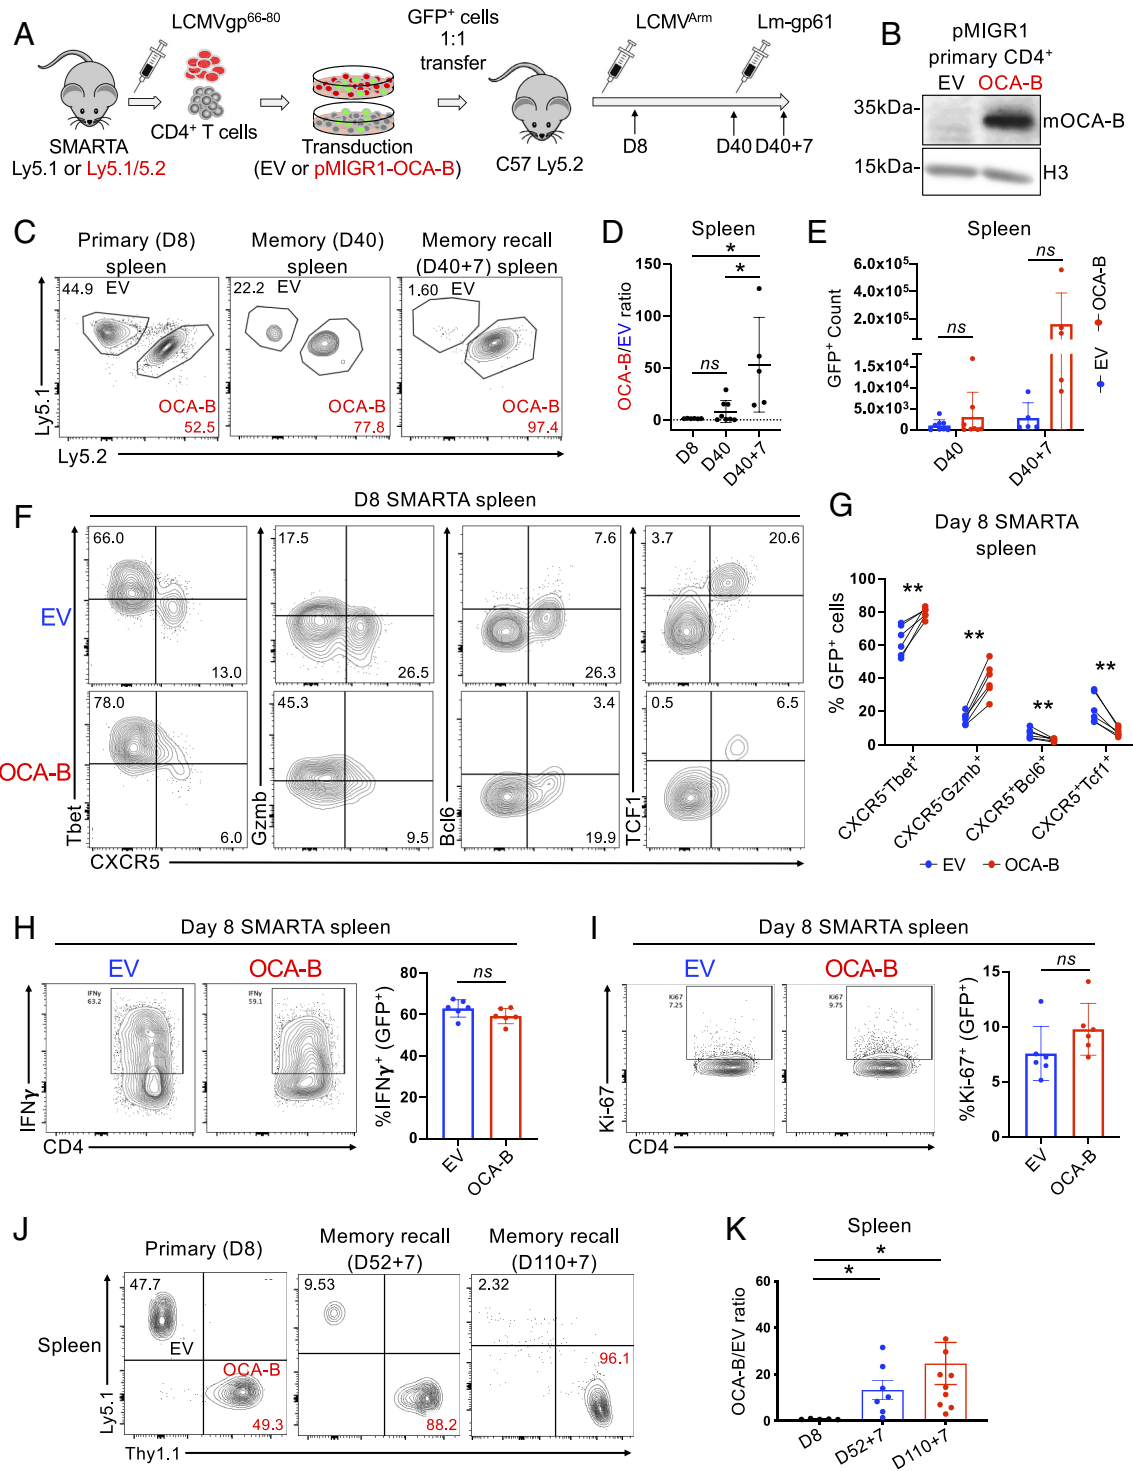 A
LCMVgp66-80
GFP+ cells
1:1
transfer
LCMVArm
Lm-gp61
SMARTA
Ly5.1 or Ly5.1/5.2
CD4+ T cells
Transduction
(EV or pMIGR1-OCA-B)
C57 Ly5.2
D8
D40
D40+7
B
pMIGR1
primary CD4+
EV
OCA-B
35kDa-
mOCA-B
15kDa-
H3
C
Primary (D8)
spleen
Memory (D40)
spleen
Memory recall
(D40+7) spleen
44.9
EV
22.2
EV
1.60
EV
OCA-B
52.5
OCA-B
77.8
OCA-B
97.4
Ly5.1
Ly5.2
D
Spleen
*
*
ns
150
100
50
0
OCA-B/EV ratio
D8
D40
D40+7
E
Spleen
ns
ns
6.0x10⁵
4.0x10⁵
2.0x10⁵
1.5x10⁴
1.0x10⁴
5.0x10³
0
GFP+ Count
D40
D40+7
EV
OCA-B
F
D8 SMARTA spleen
EV
66.0
13.0
17.5
26.5
7.6
26.3
3.7
20.6
OCA-B
78.0
6.0
45.3
9.5
3.4
19.9
0.5
6.5
Tbet
Gzmb
Bcl6
TCF1
CXCR5
G
Day 8 SMARTA
spleen
100
80
60
40
20
0
% GFP+ cells
**
**
**
**
CXCR5-Tbet+
CXCR5-Gzmb+
CXCR5+Bcl6+
CXCR5+Tcf1+
EV
OCA-B
H
Day 8 SMARTA spleen
EV
OCA-B
IFNγ
63.2
IFNγ
59.1
IFNγ
CD4
80
60
40
20
0
%IFNγ+ (GFP+)
ns
EV
OCA-B
I
Day 8 SMARTA spleen
EV
OCA-B
Ki67
7.25
Ki67
9.75
Ki-67
CD4
15
10
5
0
%Ki-67+ (GFP+)
ns
EV
OCA-B
J
Primary (D8)
Memory recall
(D52+7)
Memory recall
(D110+7)
Spleen
47.7
EV
OCA-B
49.3
9.53
88.2
2.32
96.1
Ly5.1
Thy1.1
K
Spleen
*
*
60
40
20
0
OCA-B/EV ratio
D8
D52+7
D110+7